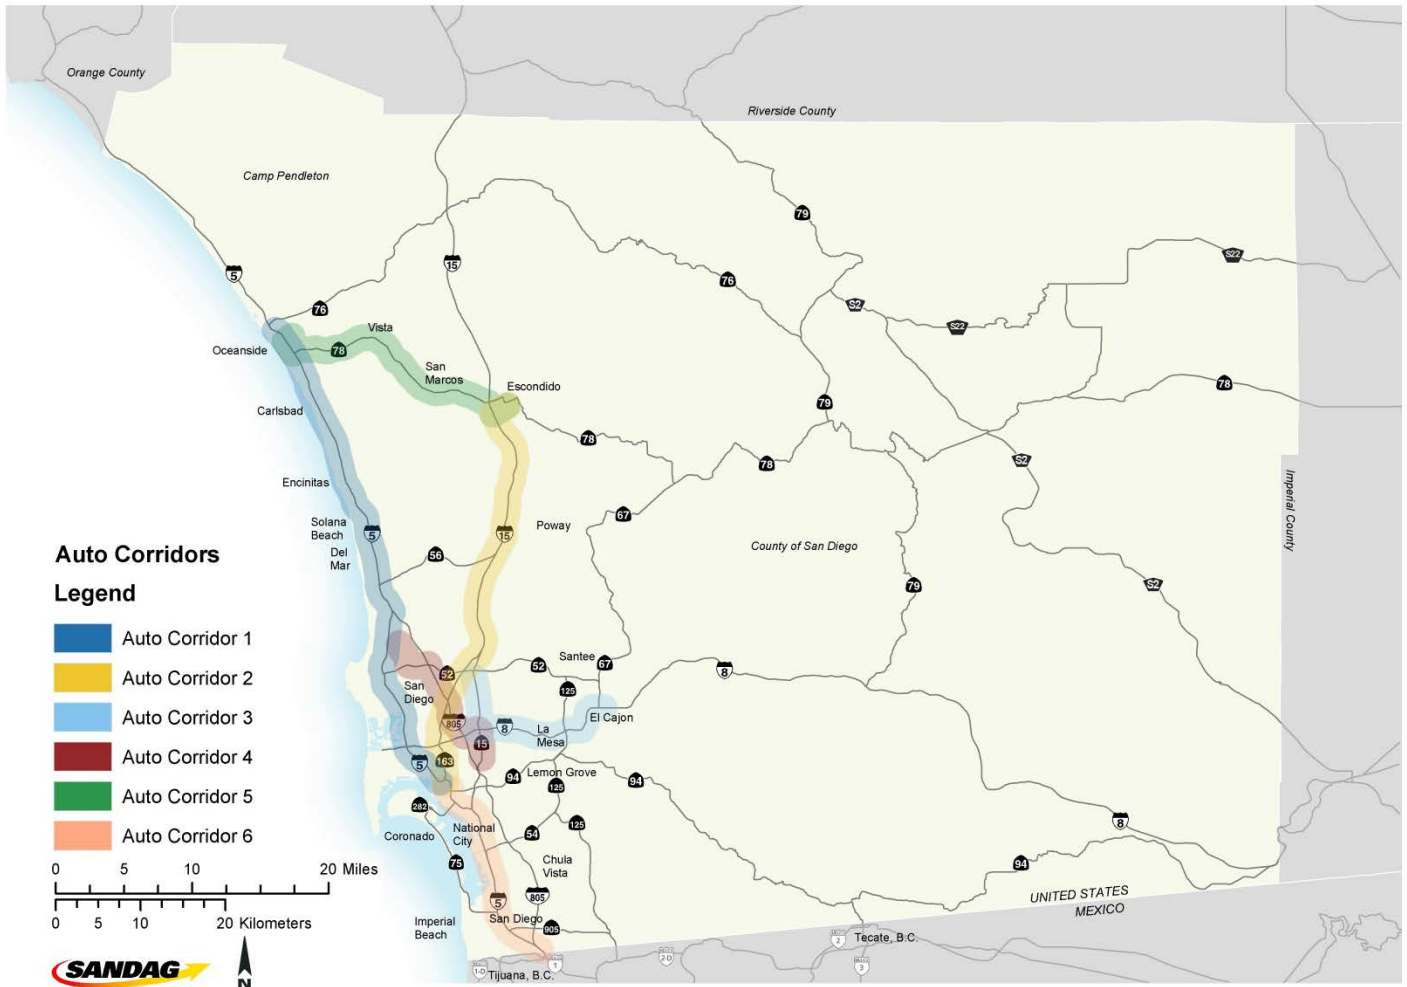 Orange County
Riverside County
Camp Pendleton
79
S22
5
15
76
S2
76
S22
Vista
Oceanside
78
San
Marcos
Escondido
78
79
Carlsbad
78
78
S2
Encinitas
Imperial County
67
Solana
Beach
5
15
Poway
Del
Mar
56
County of San Diego
79
S2
Auto Corridors
Legend
Auto Corridor 1
Auto Corridor 2
Auto Corridor 3
Auto Corridor 4
Auto Corridor 5
Auto Corridor 6
52
52
Santee
67
8
San
Diego
125
805
8
El Cajon
La
Mesa
15
5
163
94
Lemon Grove
125
94
282
Coronado
National
City
54
125
8
75
Chula
Vista
94
805
5
San Diego
905
Imperial
Beach
UNITED STATES
MEXICO
2
Tecate, B.C.
1-D
Tijuana, B.C.
1
2-D
3
0 5 10 20 Miles
0 5 10 20 Kilometers
SANDAG
N